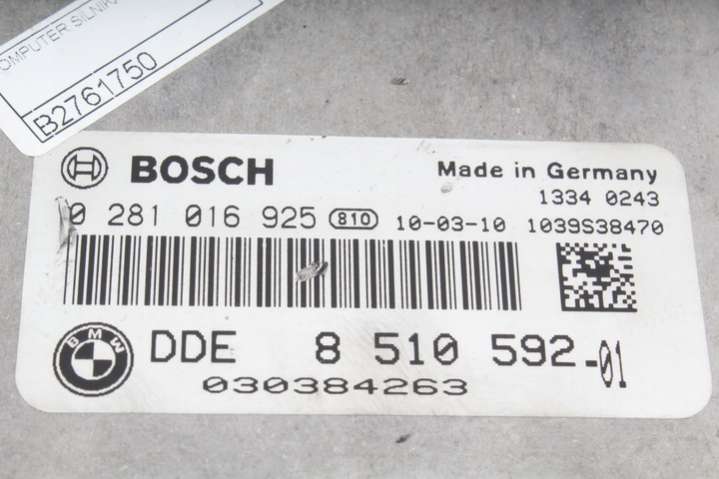 OMPUTER SILNIK
B2761750
BOSCH
Made in Germany
1334 0243
0 281 016 925 810 10-03-10 1039S38470
BMW
DDE 8 510 592-01
030384263